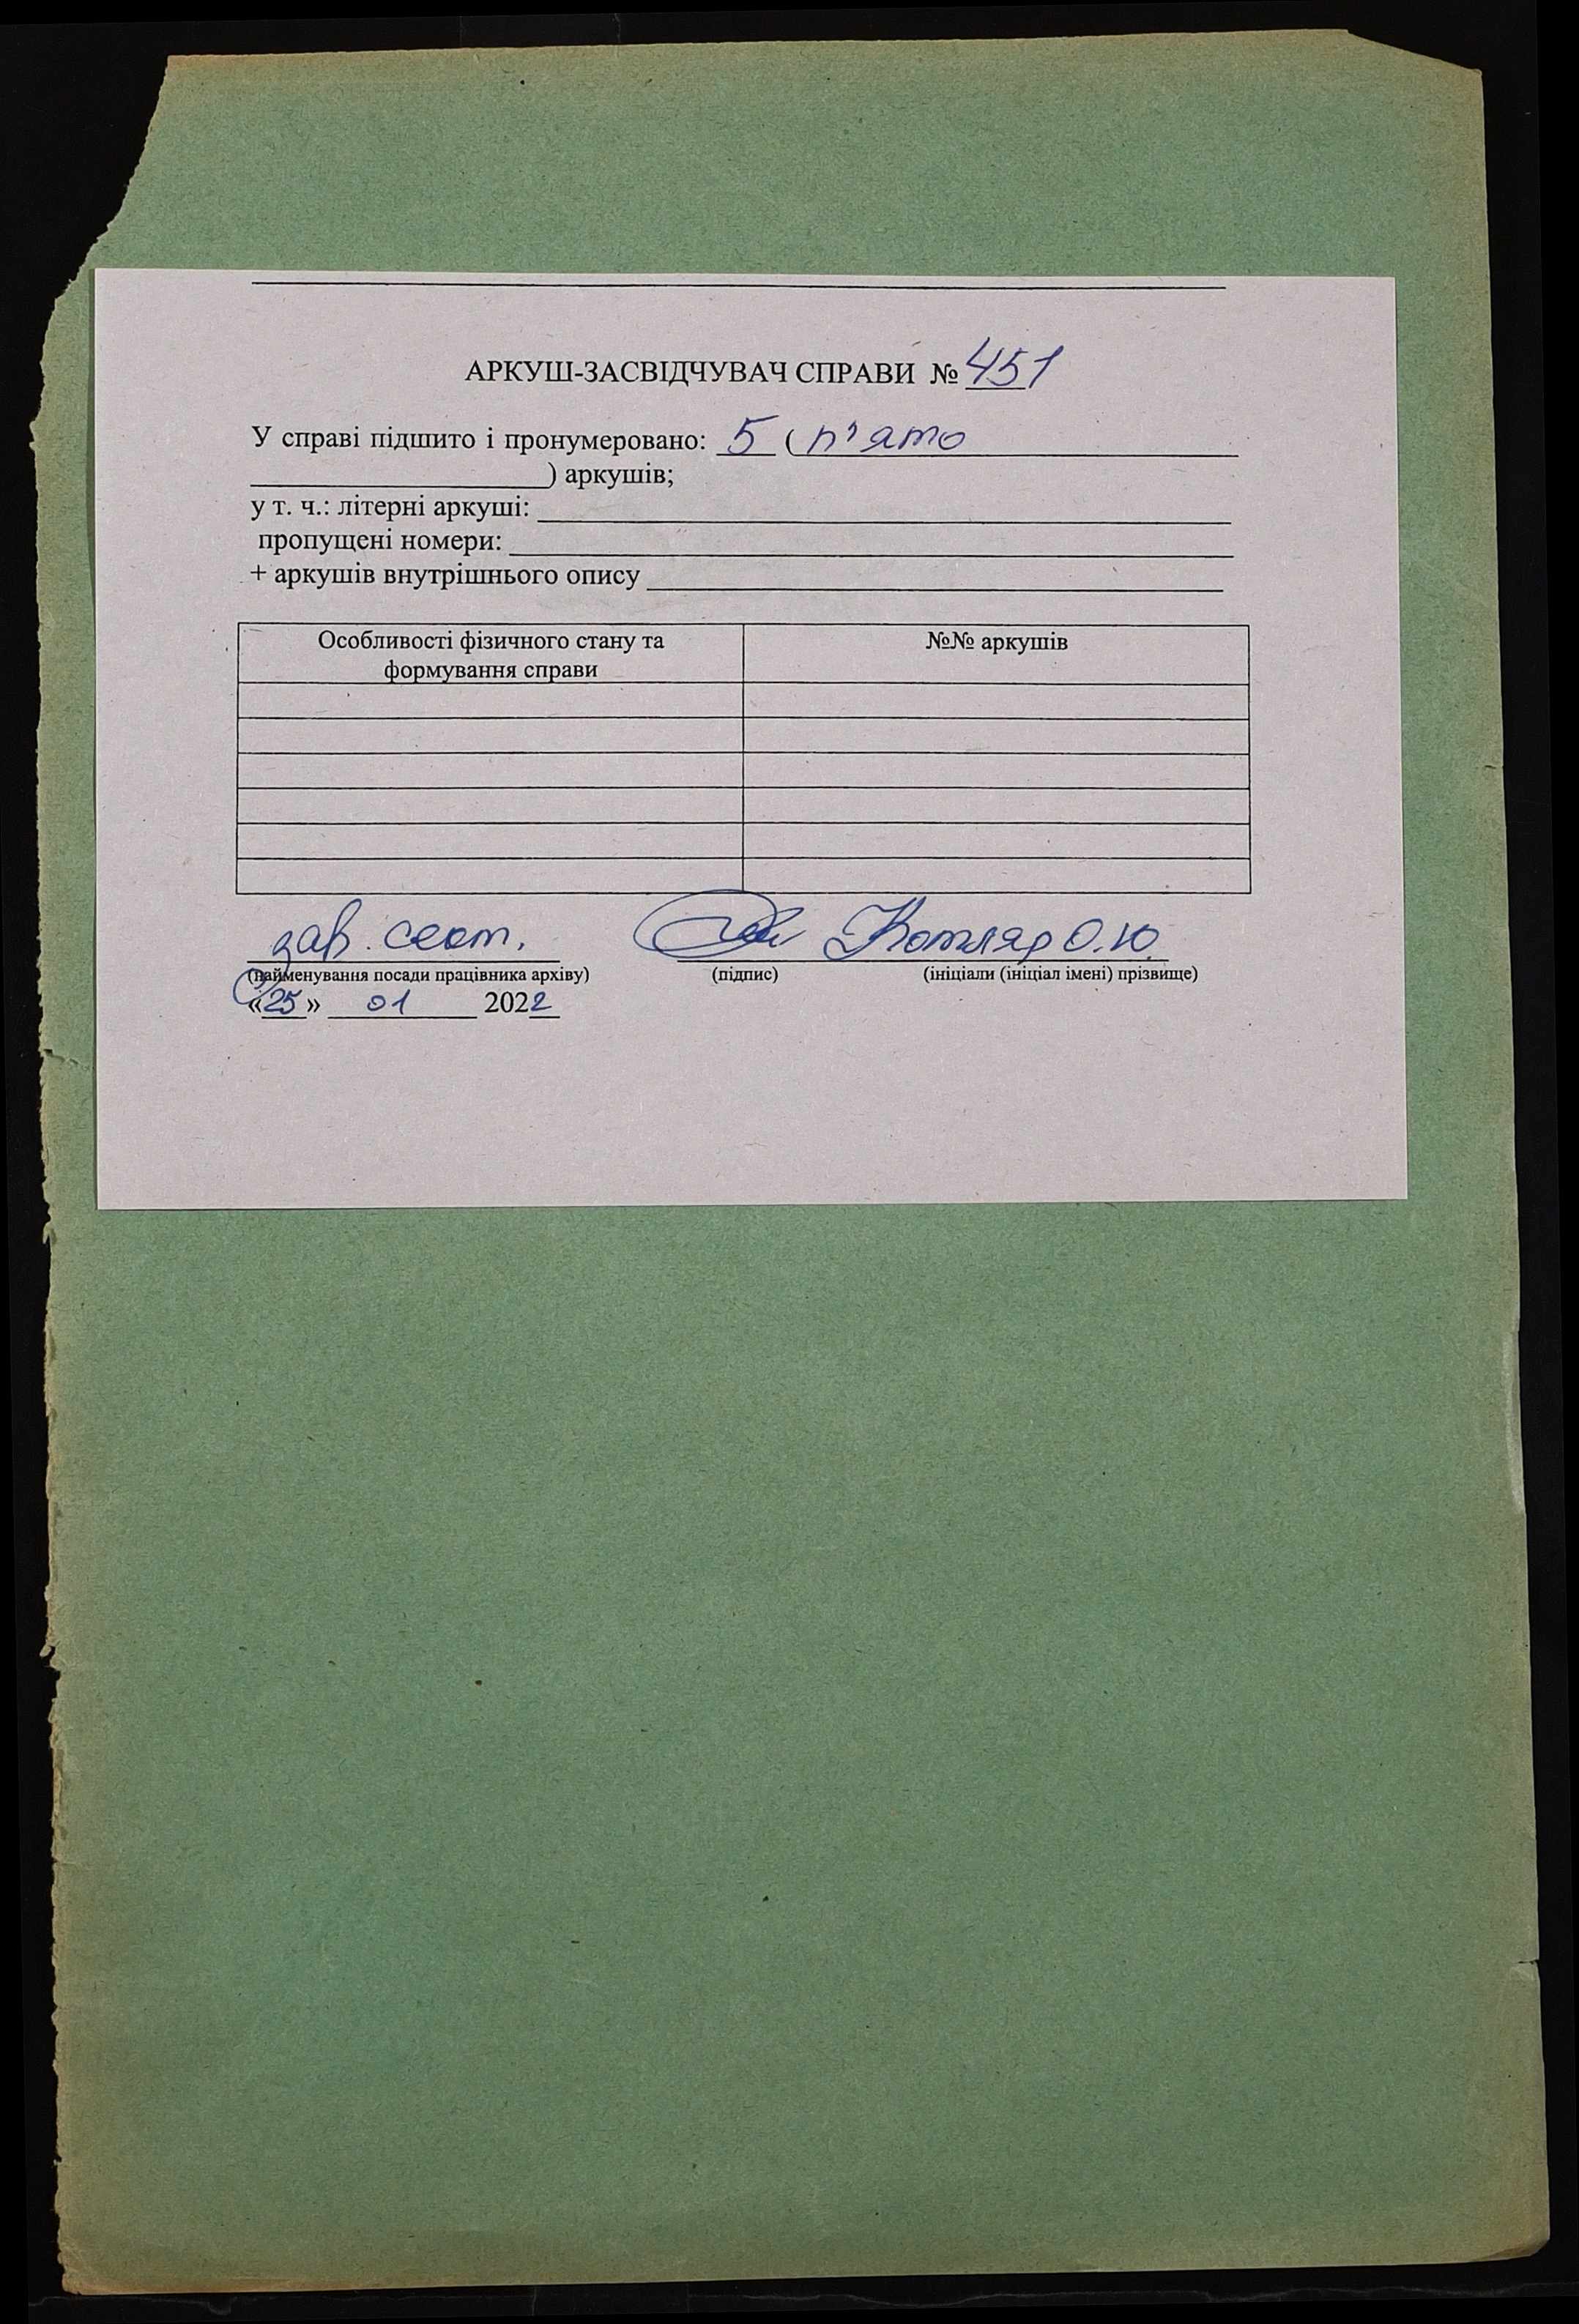 АРКУШ-ЗАСВІДЧУВАЧ СПРАВИ № 451
У справі підшито і пронумеровано: 5 (п'ять
) аркушів;
у т. ч.: літерні аркуші:
пропущені номери:
+ аркушів внутрішнього опису
Особливості фізичного стану та формування справи
№№ аркушів
зав. сект. Котляр О.Ю.
(найменування посади працівника архіву) (підпис) (ініціали (ініціал імені) прізвище)
«25» 01 2022